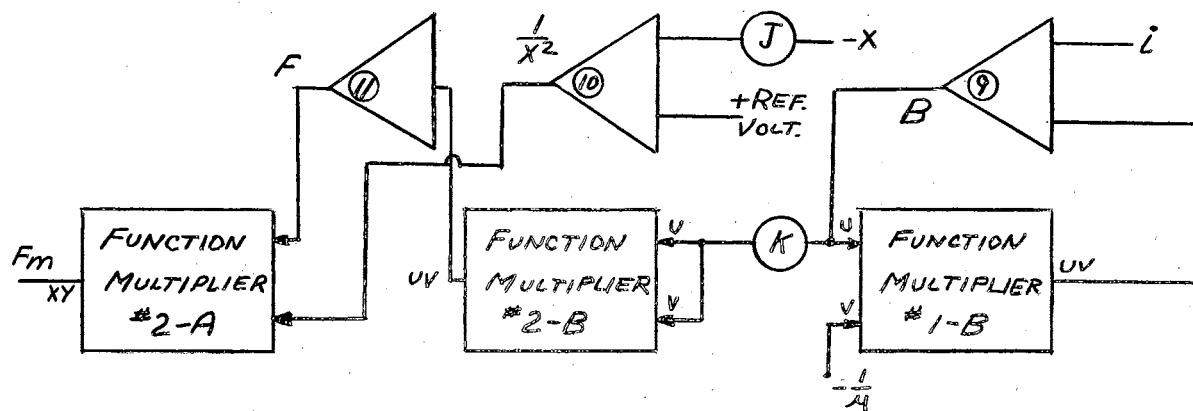 F
11
1/X²
10
J
-X
+REF.
VOLT.
B
9
i
Fm
XY
FUNCTION
MULTIPLIER
#2-A
UV
FUNCTION
MULTIPLIER
#2-B
U
V
K
U
V
FUNCTION
MULTIPLIER
#1-B
UV
-1/μ